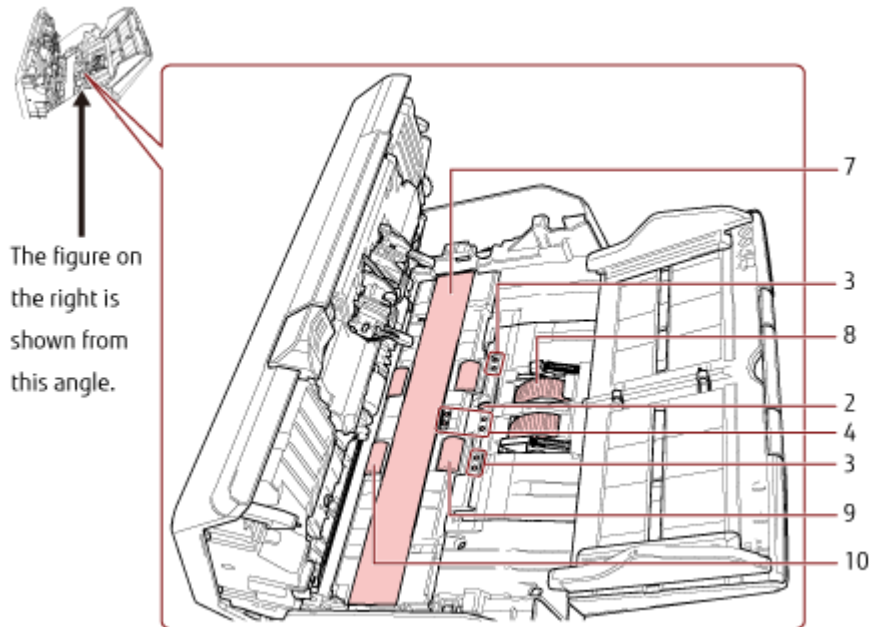 The figure on
the right is
shown from
this angle.
7
3
8
2
4
3
9
10